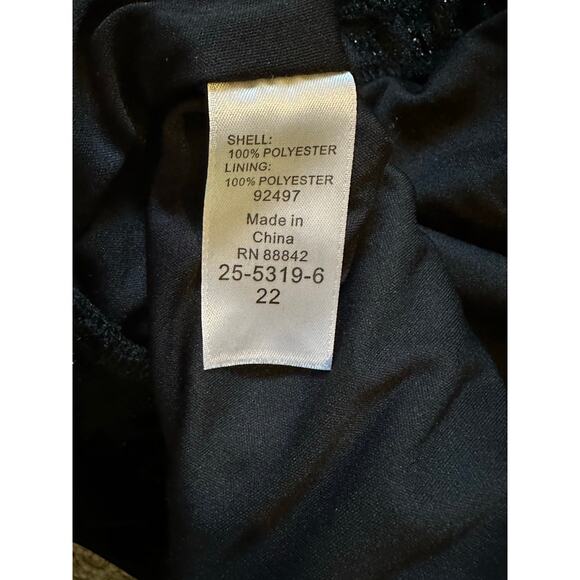 SHELL:
100% POLYESTER
LINING:
100% POLYESTER
92497
Made in
China
RN 88842
25-5319-6
22